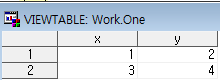 VIEWTABLE: Work.One
x y
1 1 2
2 3 4